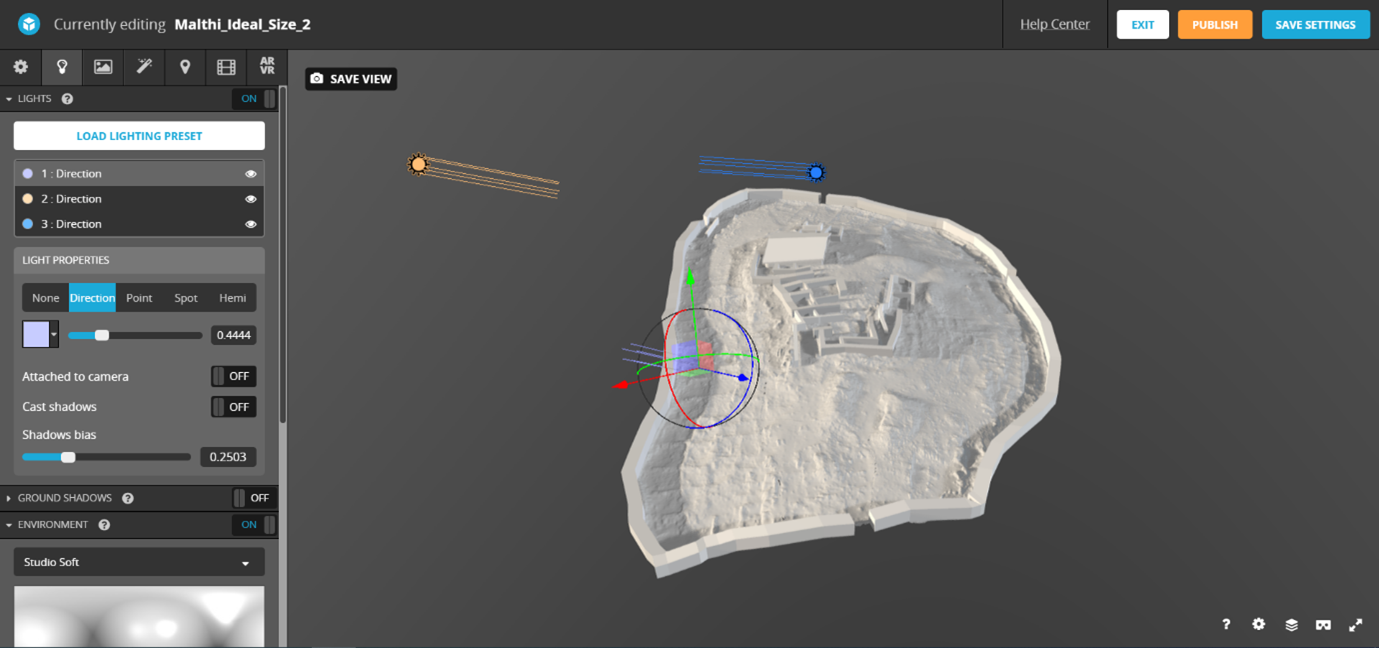 Currently editing Malthi_Ideal_Size_2
Help Center
EXIT
PUBLISH
SAVE SETTINGS
AR
VR
SAVE VIEW
LIGHTS ?
ON
LOAD LIGHTING PRESET
1 : Direction
2 : Direction
3 : Direction
LIGHT PROPERTIES
None Direction Point Spot Hemi
0.4444
Attached to camera OFF
Cast shadows OFF
Shadows bias
0.2503
GROUND SHADOWS ? OFF
ENVIRONMENT ? ON
Studio Soft
?